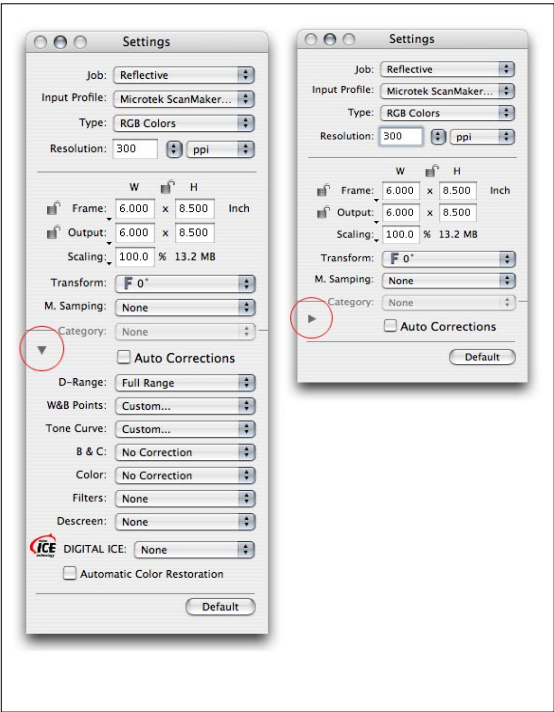 Settings
Job: Reflective
Input Profile: Microtek ScanMaker...
Type: RGB Colors
Resolution: 300 ppi
W H
Frame: 6.000 x 8.500 Inch
Output: 6.000 x 8.500
Scaling: 100.0 % 13.2 MB
Transform: F 0°
M. Sampling: None
Category: None
Auto Corrections
D-Range: Full Range
W&B Points: Custom...
Tone Curve: Custom...
B & C: No Correction
Color: No Correction
Filters: None
Descreen: None
ICE DIGITAL ICE: None
Automatic Color Restoration
Default
Settings
Job: Reflective
Input Profile: Microtek ScanMaker...
Type: RGB Colors
Resolution: 300 ppi
W H
Frame: 6.000 x 8.500 Inch
Output: 6.000 x 8.500
Scaling: 100.0 % 13.2 MB
Transform: F 0°
M. Sampling: None
Category: None
Auto Corrections
Default